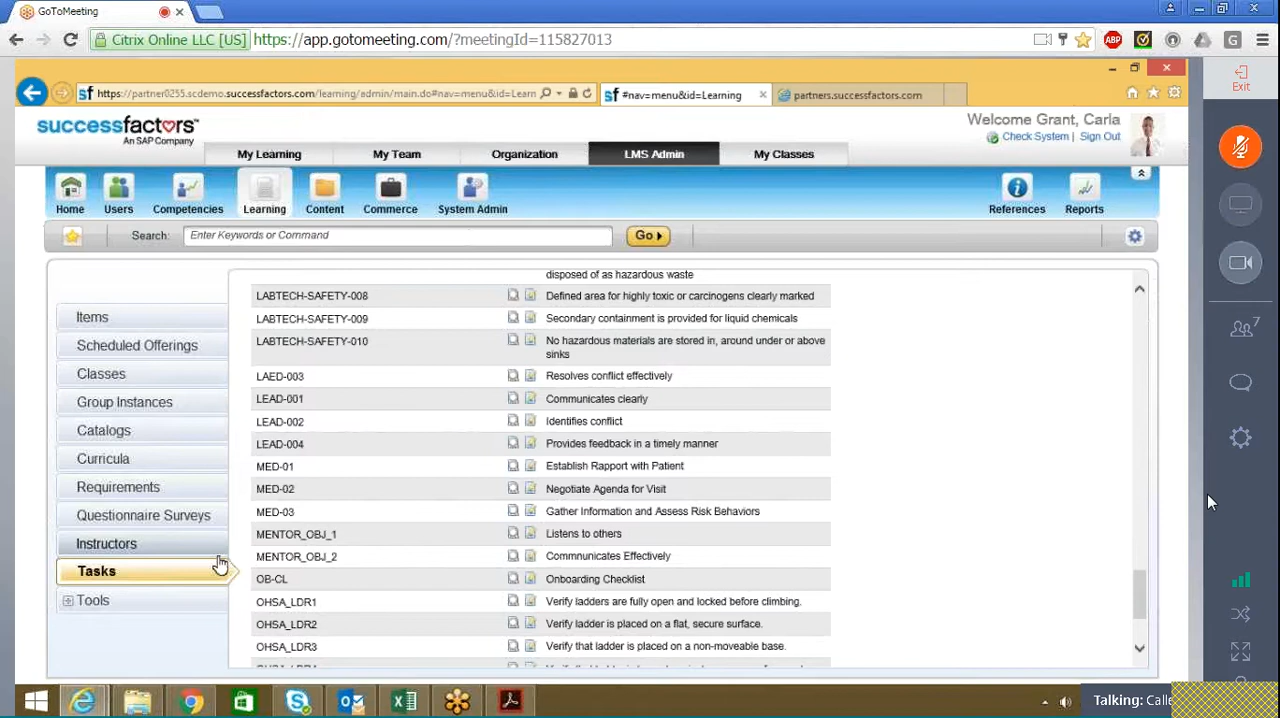 GoToMeeting
Citrix Online LLC [US] https://app.gotomeeting.com/?meetingId=115827013
ABP
G
sf https://partner0255.scdemo.successfactors.com/learning/admin/main.do#nav=menu&id=Learn
sf #nav=menu&id=Learning
partners.successfactors.com
Exit
successfactors™
An SAP Company
Welcome Grant, Carla
Check System | Sign Out
My Learning My Team Organization LMS Admin My Classes
Home Users Competencies Learning Content Commerce System Admin References Reports
Search: Enter Keywords or Command Go
7
Items
Scheduled Offerings
Classes
Group Instances
Catalogs
Curricula
Requirements
Questionnaire Surveys
Instructors
Tasks
Tools
disposed of as hazardous waste
LABTECH-SAFETY-008 Defined area for highly toxic or carcinogens clearly marked
LABTECH-SAFETY-009 Secondary containment is provided for liquid chemicals
LABTECH-SAFETY-010 No hazardous materials are stored in, around under or above
sinks
LAED-003 Resolves conflict effectively
LEAD-001 Communicates clearly
LEAD-002 Identifies conflict
LEAD-004 Provides feedback in a timely manner
MED-01 Establish Rapport with Patient
MED-02 Negotiate Agenda for Visit
MED-03 Gather Information and Assess Risk Behaviors
MENTOR_OBJ_1 Listens to others
MENTOR_OBJ_2 Commnunicates Effectively
OB-CL Onboarding Checklist
OHSA_LDR1 Verify ladders are fully open and locked before climbing.
OHSA_LDR2 Verify ladder is placed on a flat, secure surface.
OHSA_LDR3 Verify that ladder is placed on a non-moveable base.
Talking: Calle